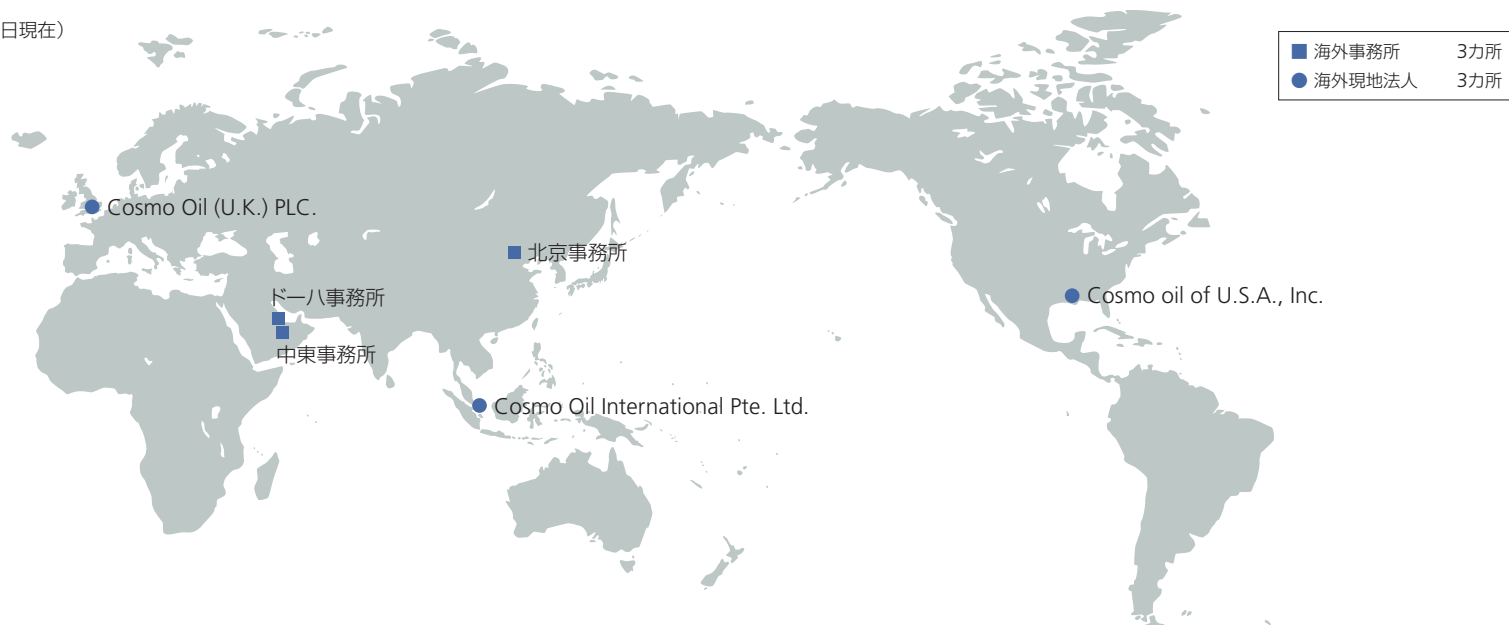 日現在）
■ 海外事務所 3カ所
● 海外現地法人 3カ所
Cosmo Oil (U.K.) PLC.
北京事務所
ドーハ事務所
中東事務所
Cosmo oil of U.S.A., Inc.
Cosmo Oil International Pte. Ltd.